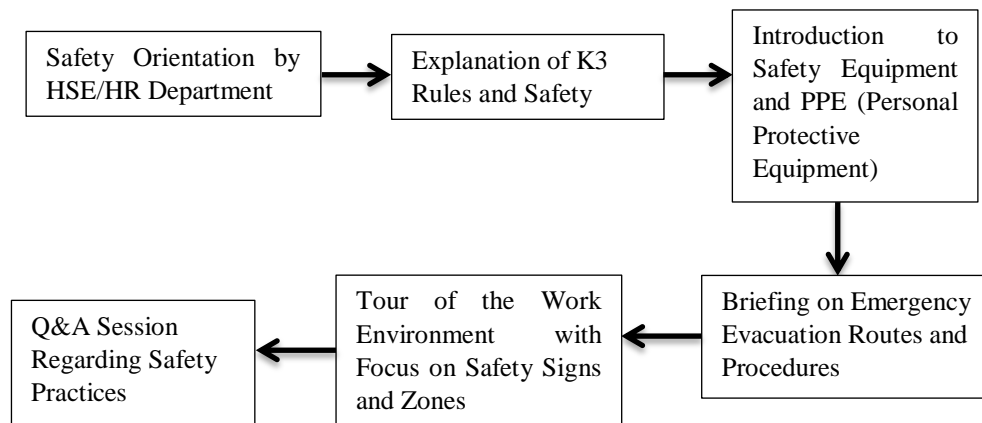 Safety Orientation by
HSE/HR Department
Explanation of K3
Rules and Safety
Introduction to
Safety Equipment
and PPE (Personal
Protective
Equipment)
Briefing on Emergency
Evacuation Routes and
Procedures
Tour of the Work
Environment with
Focus on Safety Signs
and Zones
Q&A Session
Regarding Safety
Practices